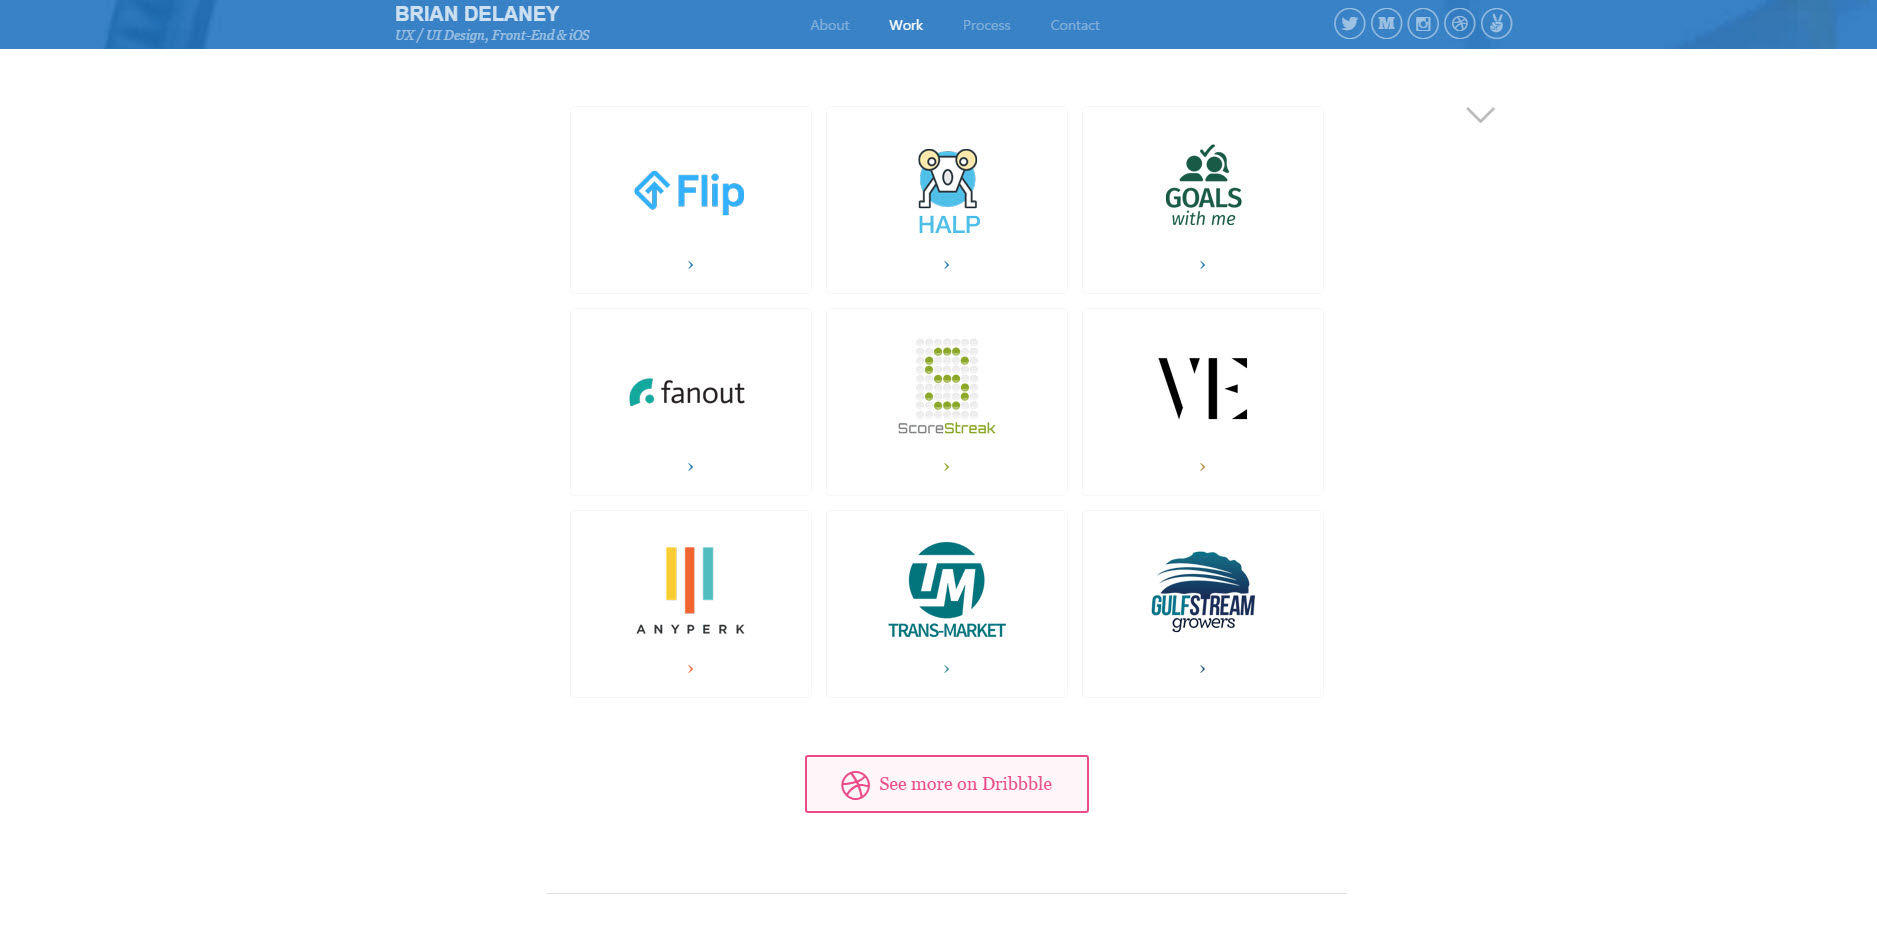 BRIAN DELANEY
UX / UI Design, Front-End & iOS
About Work Process Contact
M
Flip
HALP
GOALS
with me
fanout
S
ScoreStreak
VE
ANYPERK
TM
TRANS-MARKET
GULFSTREAM
growers
See more on Dribbble